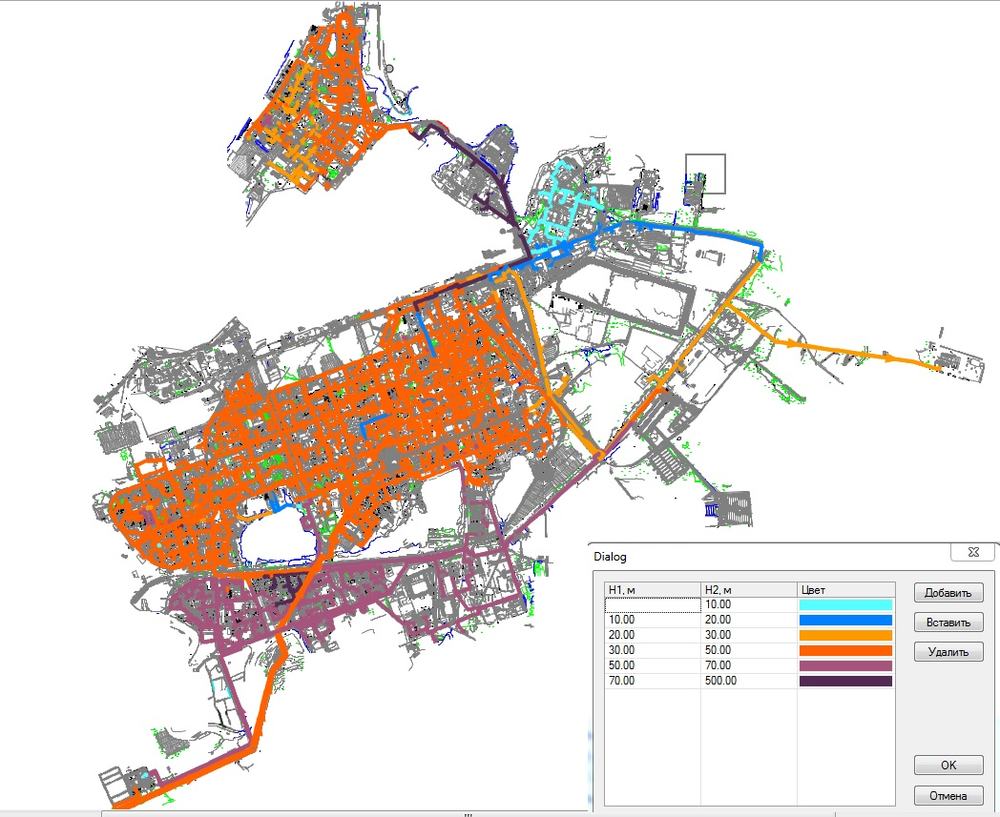 Dialog
H1, м H2, м Цвет
10.00
10.00 20.00
20.00 30.00
30.00 50.00
50.00 70.00
70.00 500.00
Добавить
Вставить
Удалить
OK
Отмена